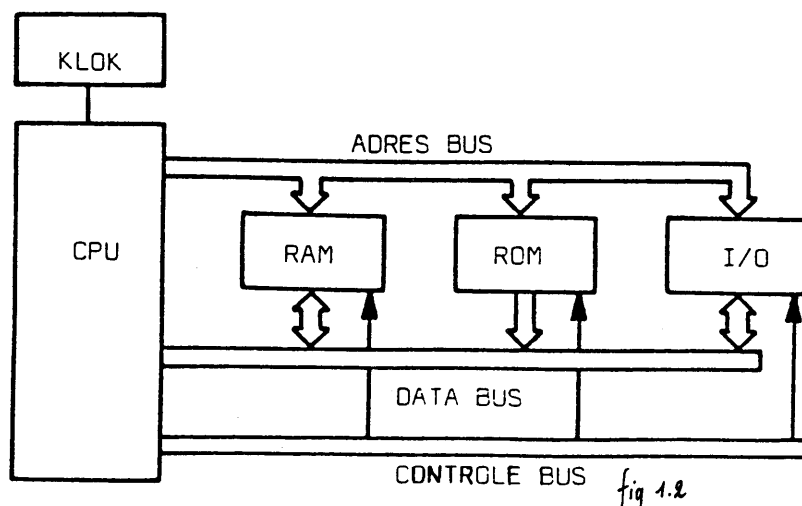 KLOK
ADRES BUS
CPU
RAM
ROM
I/O
DATA BUS
CONTROLE BUS
fig 1.2